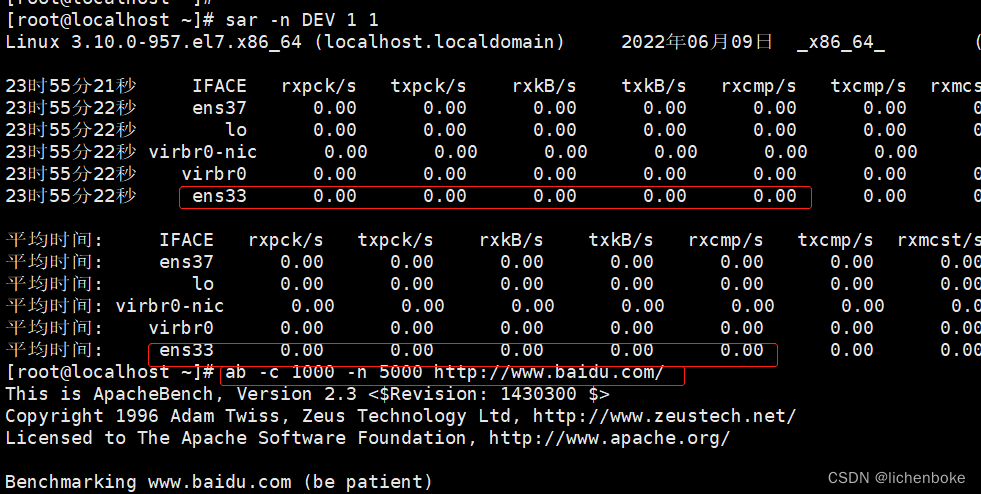 [root@localhost ~]#
[root@localhost ~]# sar -n DEV 1 1
Linux 3.10.0-957.el7.x86_64 (localhost.localdomain) 2022年06月09日 _x86_64_ (
23时55分21秒 IFACE rxpck/s txpck/s rxkB/s txkB/s rxcmp/s txcmp/s rxmcs
23时55分22秒 ens37 0.00 0.00 0.00 0.00 0.00 0.00 0
23时55分22秒 lo 0.00 0.00 0.00 0.00 0.00 0.00 0
23时55分22秒 virbr0-nic 0.00 0.00 0.00 0.00 0.00 0.00
23时55分22秒 virbr0 0.00 0.00 0.00 0.00 0.00 0.00 0
23时55分22秒 ens33 0.00 0.00 0.00 0.00 0.00 0.00 0
平均时间: IFACE rxpck/s txpck/s rxkB/s txkB/s rxcmp/s txcmp/s rxmcst/s
平均时间: ens37 0.00 0.00 0.00 0.00 0.00 0.00 0.00
平均时间: lo 0.00 0.00 0.00 0.00 0.00 0.00 0.00
平均时间: virbr0-nic 0.00 0.00 0.00 0.00 0.00 0.00 0.0
平均时间: virbr0 0.00 0.00 0.00 0.00 0.00 0.00 0.00
平均时间: ens33 0.00 0.00 0.00 0.00 0.00 0.00 0.00
[root@localhost ~]# ab -c 1000 -n 5000 http://www.baidu.com/
This is ApacheBench, Version 2.3 <$Revision: 1430300 $>
Copyright 1996 Adam Twiss, Zeus Technology Ltd, http://www.zeustech.net/
Licensed to The Apache Software Foundation, http://www.apache.org/
Benchmarking www.baidu.com (be patient)
CSDN @lichenboke